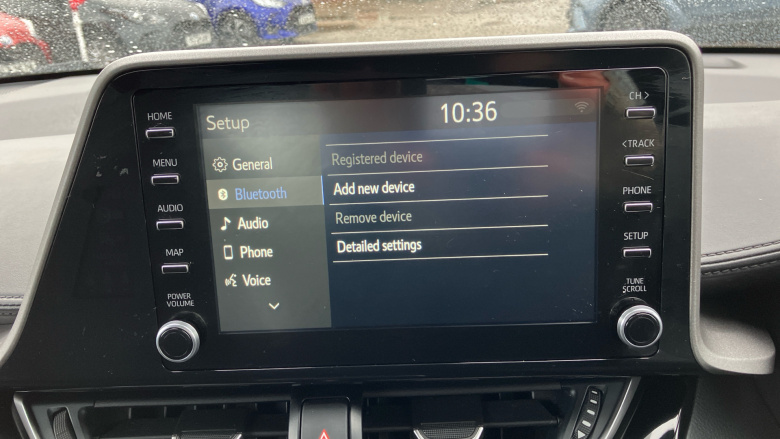 HOME
MENU
AUDIO
MAP
POWER
VOLUME
Setup
10:36
General
Bluetooth
Audio
Phone
Voice
Registered device
Add new device
Remove device
Detailed settings
CH >
< TRACK
PHONE
SETUP
TUNE
SCROLL